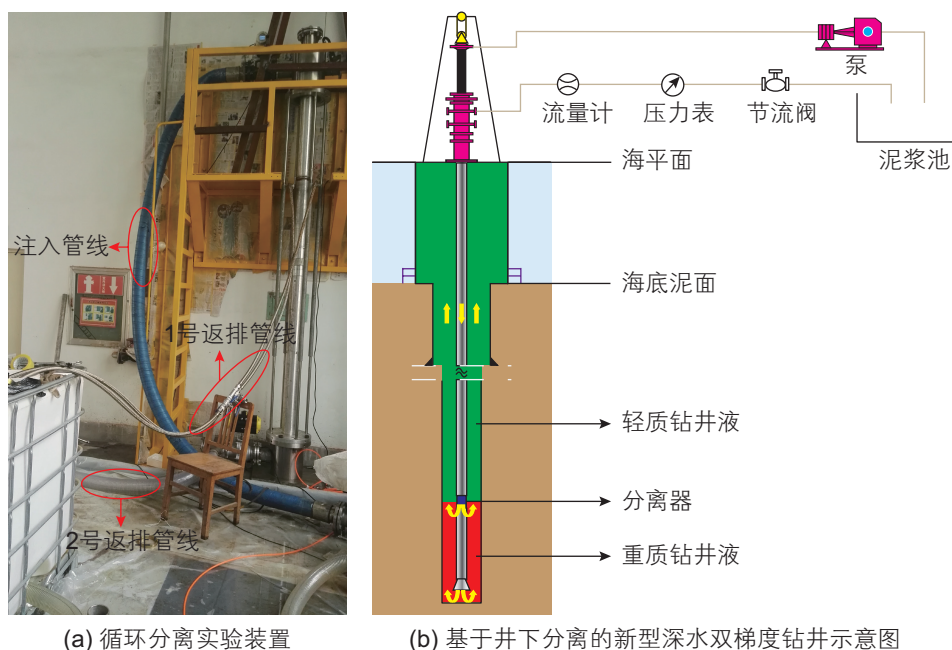 注入管线
1号返排管线
2号返排管线
(a) 循环分离实验装置
泵
流量计
压力表
节流阀
泥浆池
海平面
海底泥面
轻质钻井液
分离器
重质钻井液
(b) 基于井下分离的新型深水双梯度钻井示意图